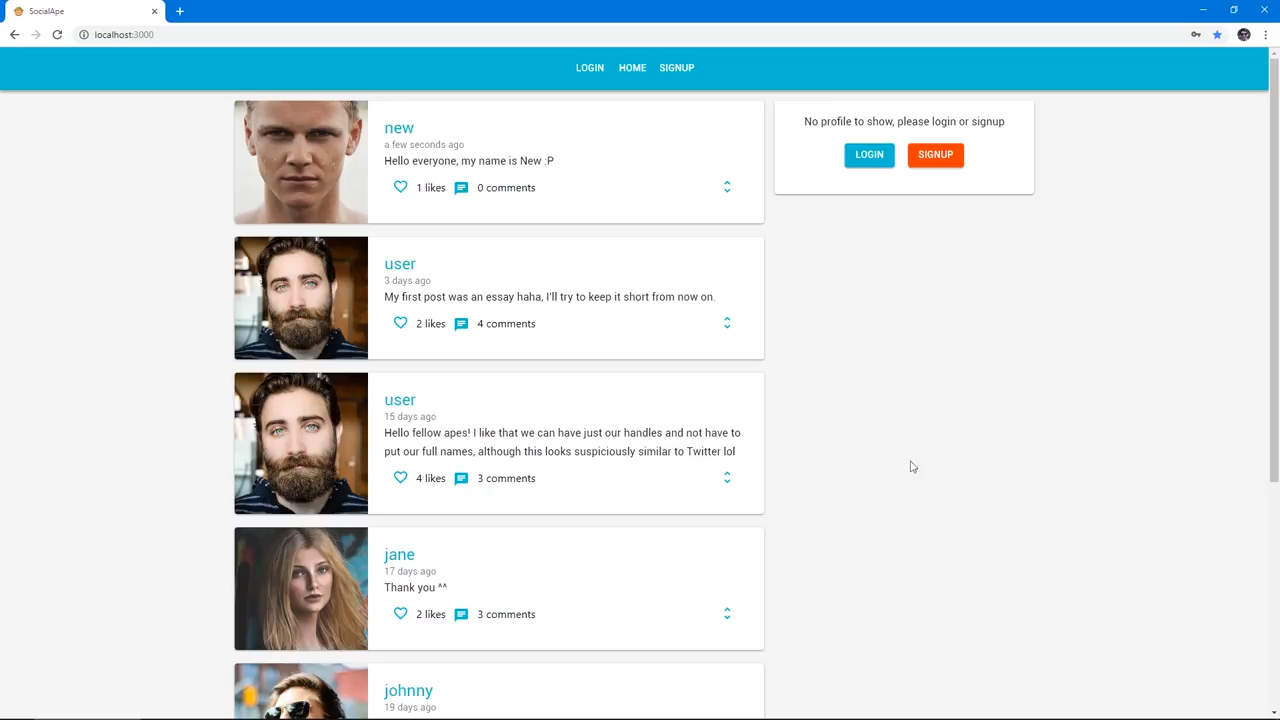 SocialApe
localhost:3000
LOGIN HOME SIGNUP
new
a few seconds ago
Hello everyone, my name is New :P
1 likes 0 comments
user
3 days ago
My first post was an essay haha, I'll try to keep it short from now on.
2 likes 4 comments
user
15 days ago
Hello fellow apes! I like that we can have just our handles and not have to
put our full names, although this looks suspiciously similar to Twitter lol
4 likes 3 comments
jane
17 days ago
Thank you ^^
2 likes 3 comments
johnny
19 days ago
No profile to show, please login or signup
LOGIN SIGNUP